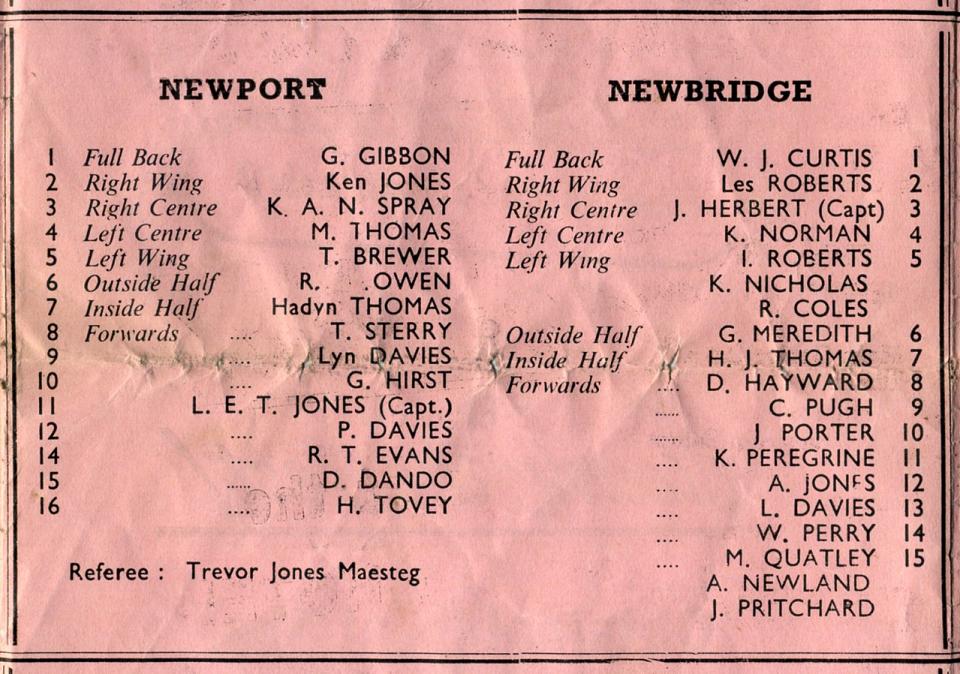 NEWPORT
1 Full Back G. GIBBON
2 Right Wing Ken JONES
3 Right Centre K. A. N. SPRAY
4 Left Centre M. THOMAS
5 Left Wing T. BREWER
6 Outside Half R. .OWEN
7 Inside Half Hadyn THOMAS
8 Forwards .... T. STERRY
9 .... Lyn DAVIES
10 .... G. HIRST
11 L. E. T. JONES (Capt.)
12 .... P. DAVIES
14 .... R. T. EVANS
15 ..... D. DANDO
16 .... H. TOVEY
Referee : Trevor Jones Maesteg
NEWBRIDGE
Full Back W. J. CURTIS 1
Right Wing Les ROBERTS 2
Right Centre J. HERBERT (Capt) 3
Left Centre K. NORMAN 4
Left Wing I. ROBERTS 5
K. NICHOLAS
R. COLES
Outside Half G. MEREDITH 6
Inside Half H. J. THOMAS 7
Forwards .... D. HAYWARD 8
..... C. PUGH 9
..... J PORTER 10
.... K. PEREGRINE 11
.... A. JONES 12
.... L. DAVIES 13
.... W. PERRY 14
.... M. QUATLEY 15
A. NEWLAND
J. PRITCHARD